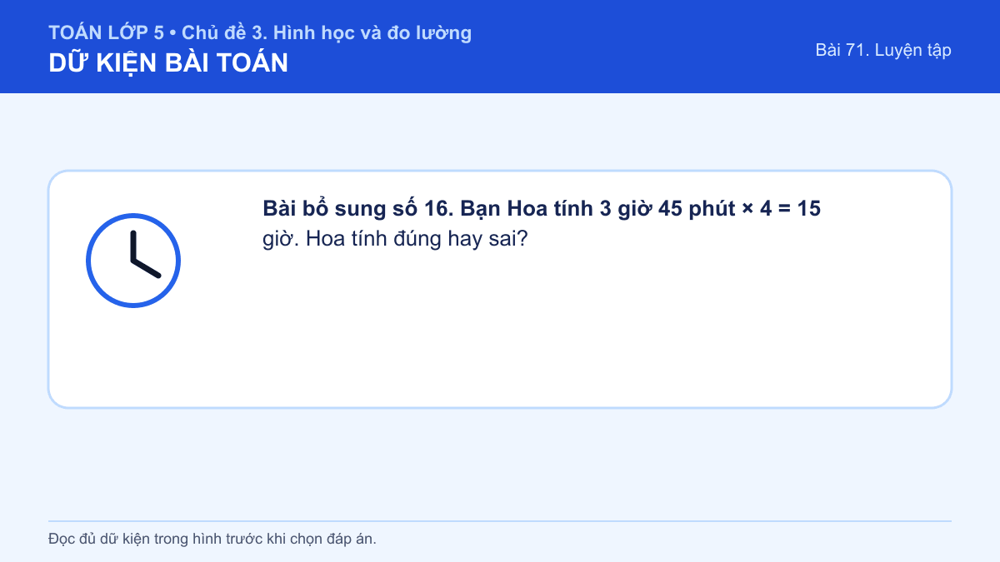 TOÁN LỚP 5 • Chủ đề 3. Hình học và đo lường
DỮ KIỆN BÀI TOÁN
Bài 71. Luyện tập
Bài bổ sung số 16. Bạn Hoa tính 3 giờ 45 phút × 4 = 15
giờ. Hoa tính đúng hay sai?
Đọc đủ dữ kiện trong hình trước khi chọn đáp án.